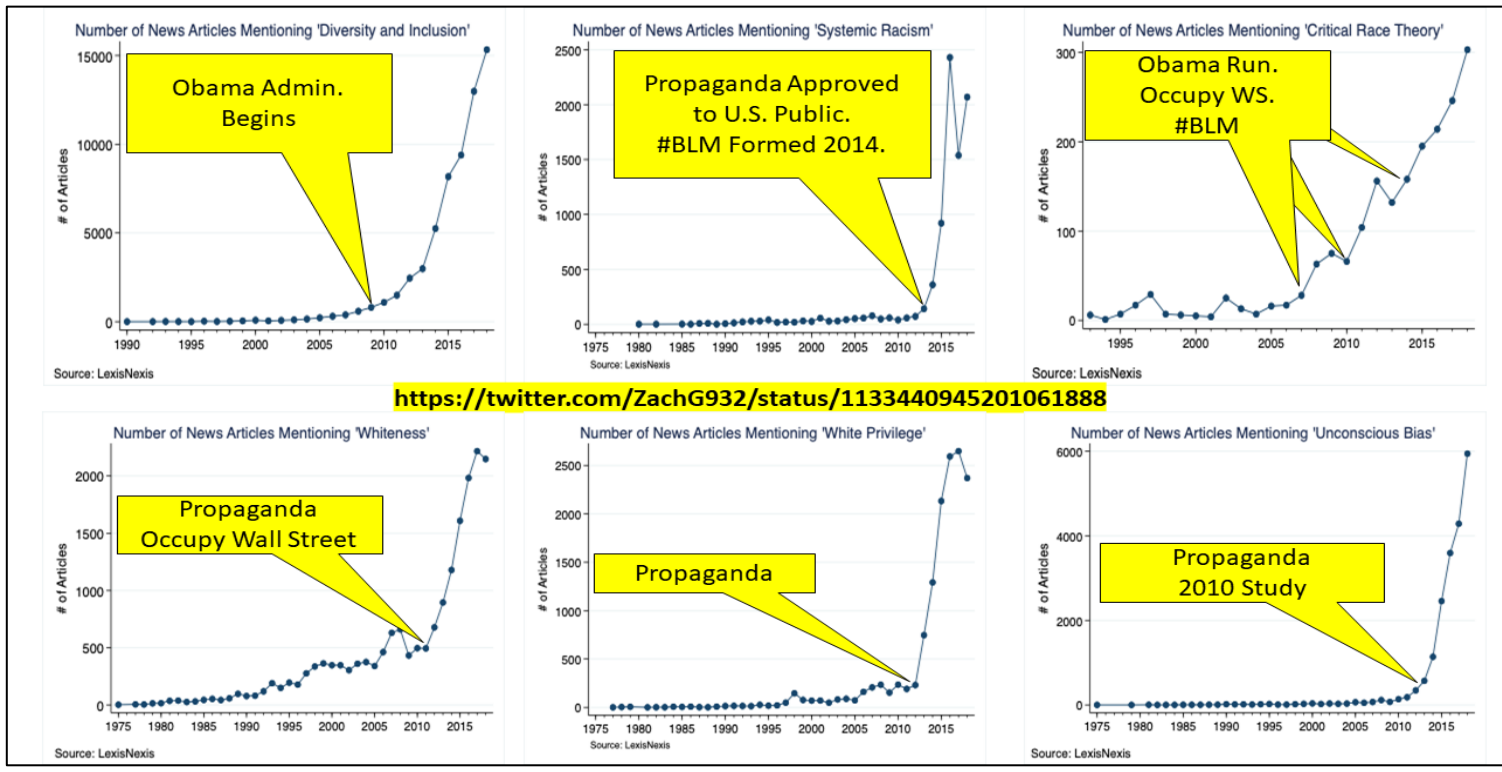 Number of News Articles Mentioning 'Diversity and Inclusion'
15000
10000
5000
0
# of Articles
1990
1995
2000
2005
2010
2015
Source: LexisNexis
Obama Admin.
Begins
Number of News Articles Mentioning 'Systemic Racism'
2500
2000
1500
1000
500
0
# of Articles
1975
1980
1985
1990
1995
2000
2005
2010
2015
Source: LexisNexis
Propaganda Approved
to U.S. Public.
#BLM Formed 2014.
Number of News Articles Mentioning 'Critical Race Theory'
300
200
100
0
# of Articles
1995
2000
2005
2010
2015
Source: LexisNexis
Obama Run.
Occupy WS.
#BLM
https://twitter.com/ZachG932/status/1133440945201061888
Number of News Articles Mentioning 'Whiteness'
2000
1500
1000
500
0
# of Articles
1975
1980
1985
1990
1995
2000
2005
2010
2015
Source: LexisNexis
Propaganda
Occupy Wall Street
Number of News Articles Mentioning 'White Privilege'
2500
2000
1500
1000
500
0
# of Articles
1975
1980
1985
1990
1995
2000
2005
2010
2015
Source: LexisNexis
Propaganda
Number of News Articles Mentioning 'Unconscious Bias'
6000
4000
2000
0
# of Articles
1975
1980
1985
1990
1995
2000
2005
2010
2015
Source: LexisNexis
Propaganda
2010 Study